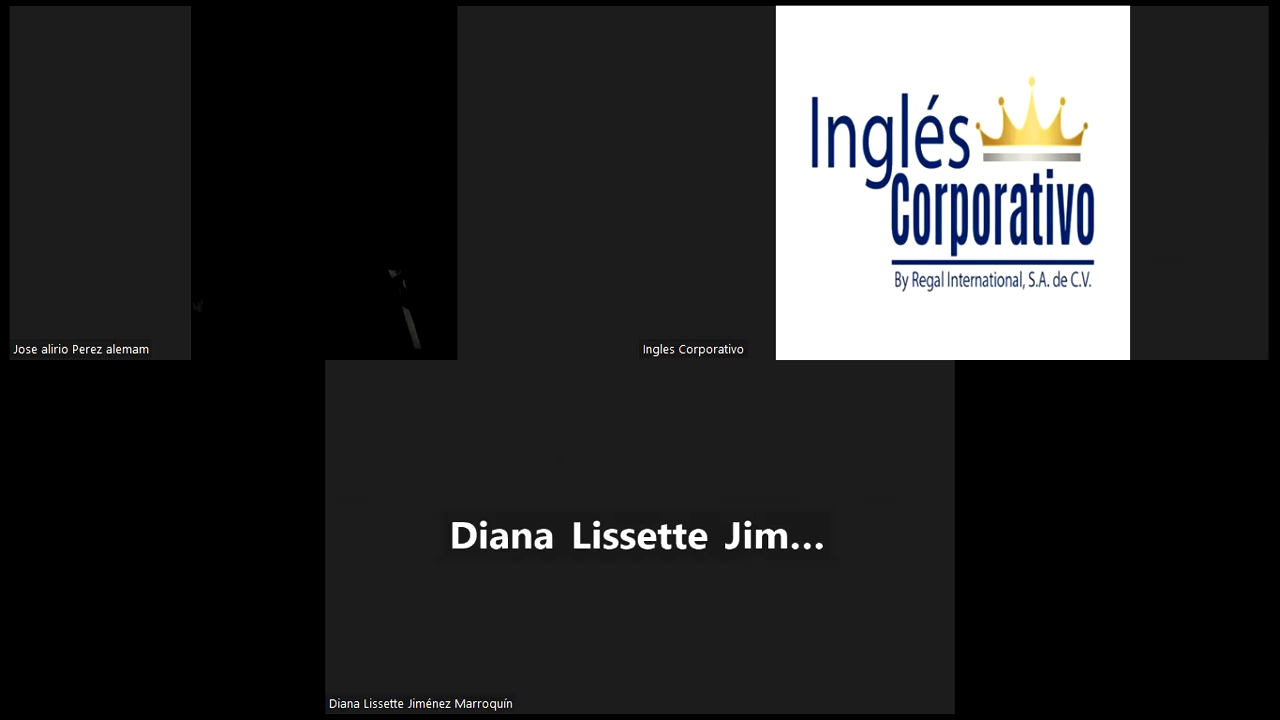 Inglés
Corporativo
By Regal International, S.A. de C.V.
Jose alirio Perez alemam
Ingles Corporativo
Diana Lissette Jim...
Diana Lissette Jiménez Marroquín